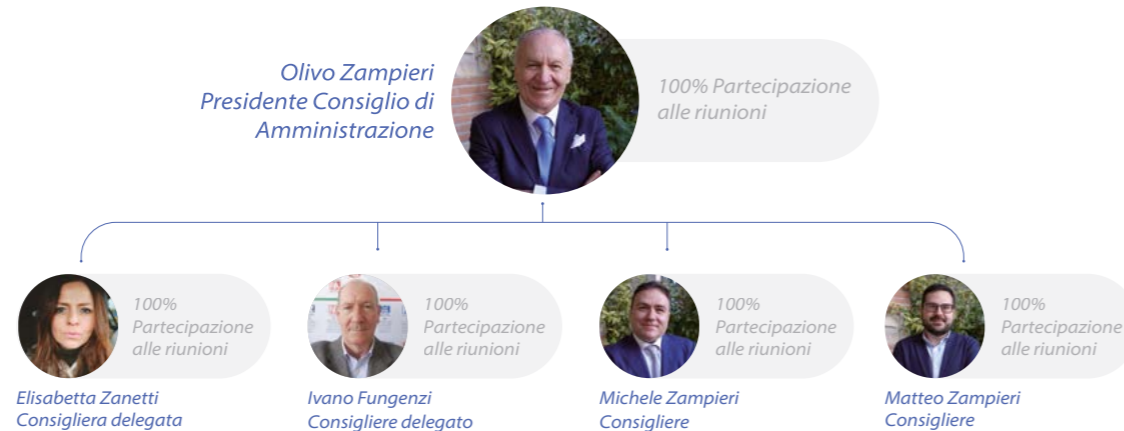 Olivo Zampieri
Presidente Consiglio di
Amministrazione
100% Partecipazione
alle riunioni
100%
Partecipazione
alle riunioni
Elisabetta Zanetti
Consigliera delegata
100%
Partecipazione
alle riunioni
Ivano Fungenzi
Consigliere delegato
100%
Partecipazione
alle riunioni
Michele Zampieri
Consigliere
100%
Partecipazione
alle riunioni
Matteo Zampieri
Consigliere